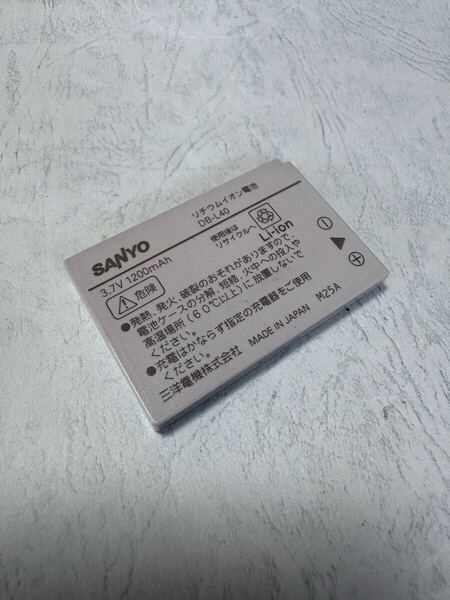 リチウムイオン電池
SANYO DB-L40
3.7V 1200mAh
使用後は
リサイクルへ
Li-ion
⚠危険
●発熱、発火、破裂のおそれがありますので、
電池ケースの分解、短絡、火中への投入や
高温場所(60℃以上)に放置しないで
ください。
●充電はかならず指定の充電器をご使用
ください。
三洋電機株式会社 MADE IN JAPAN M25A
⊖
⊕